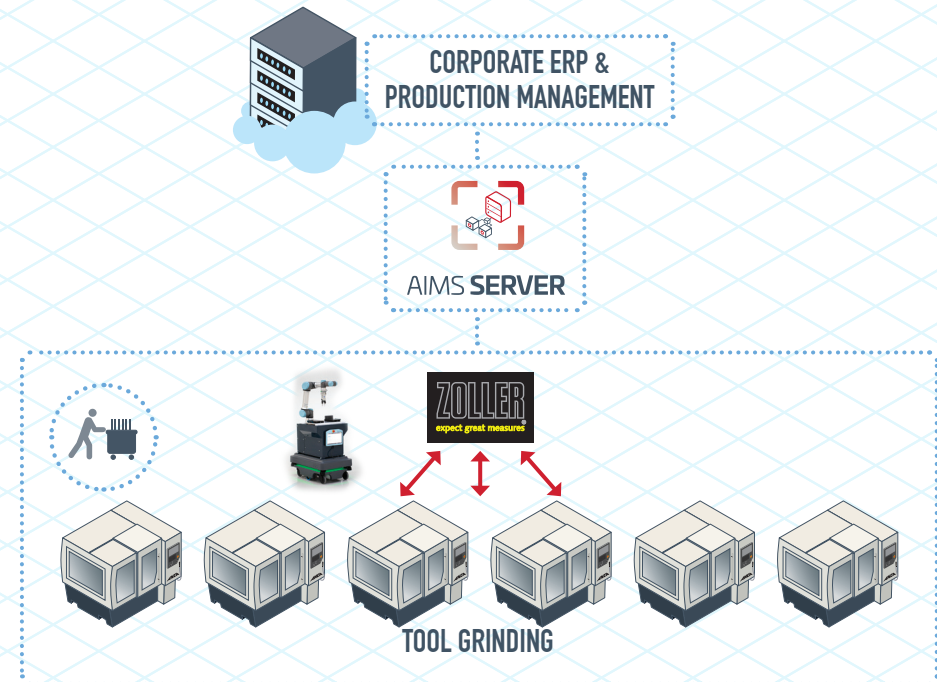 CORPORATE ERP &
PRODUCTION MANAGEMENT
AIMS SERVER
ZOLLER
expect great measures
TOOL GRINDING